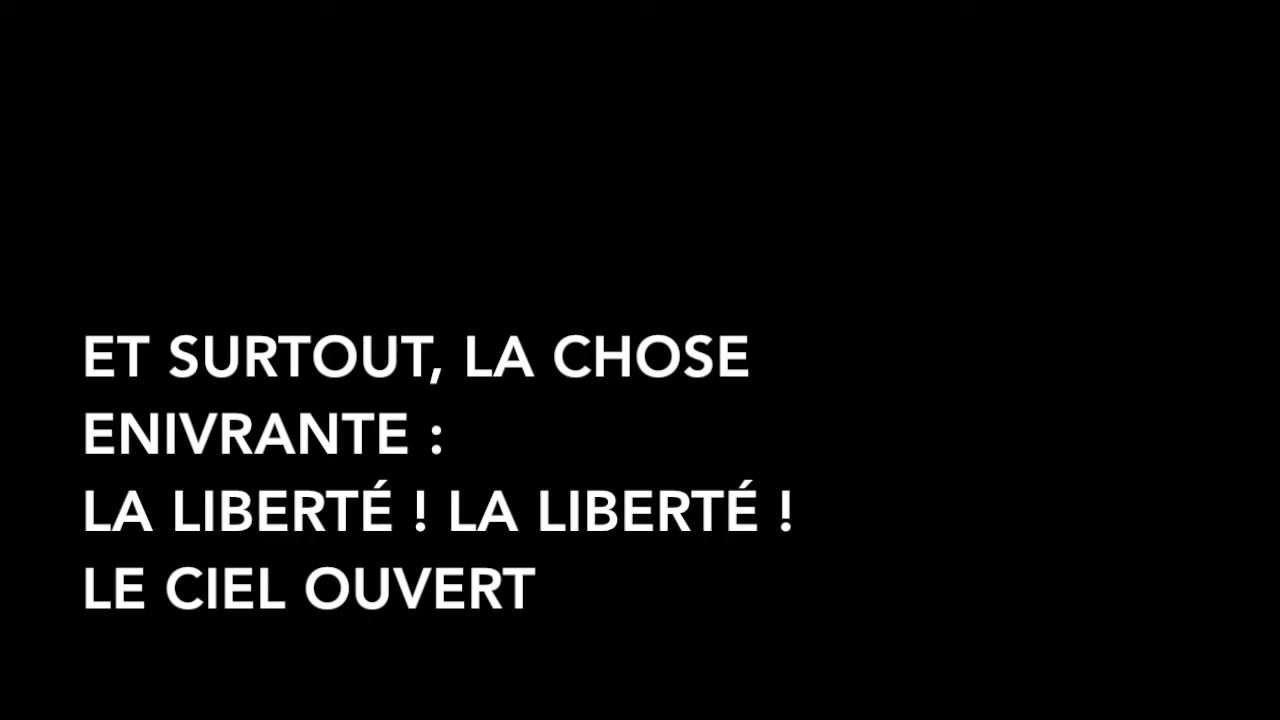 ET SURTOUT, LA CHOSE
ENIVRANTE :
LA LIBERTÉ ! LA LIBERTÉ !
LE CIEL OUVERT